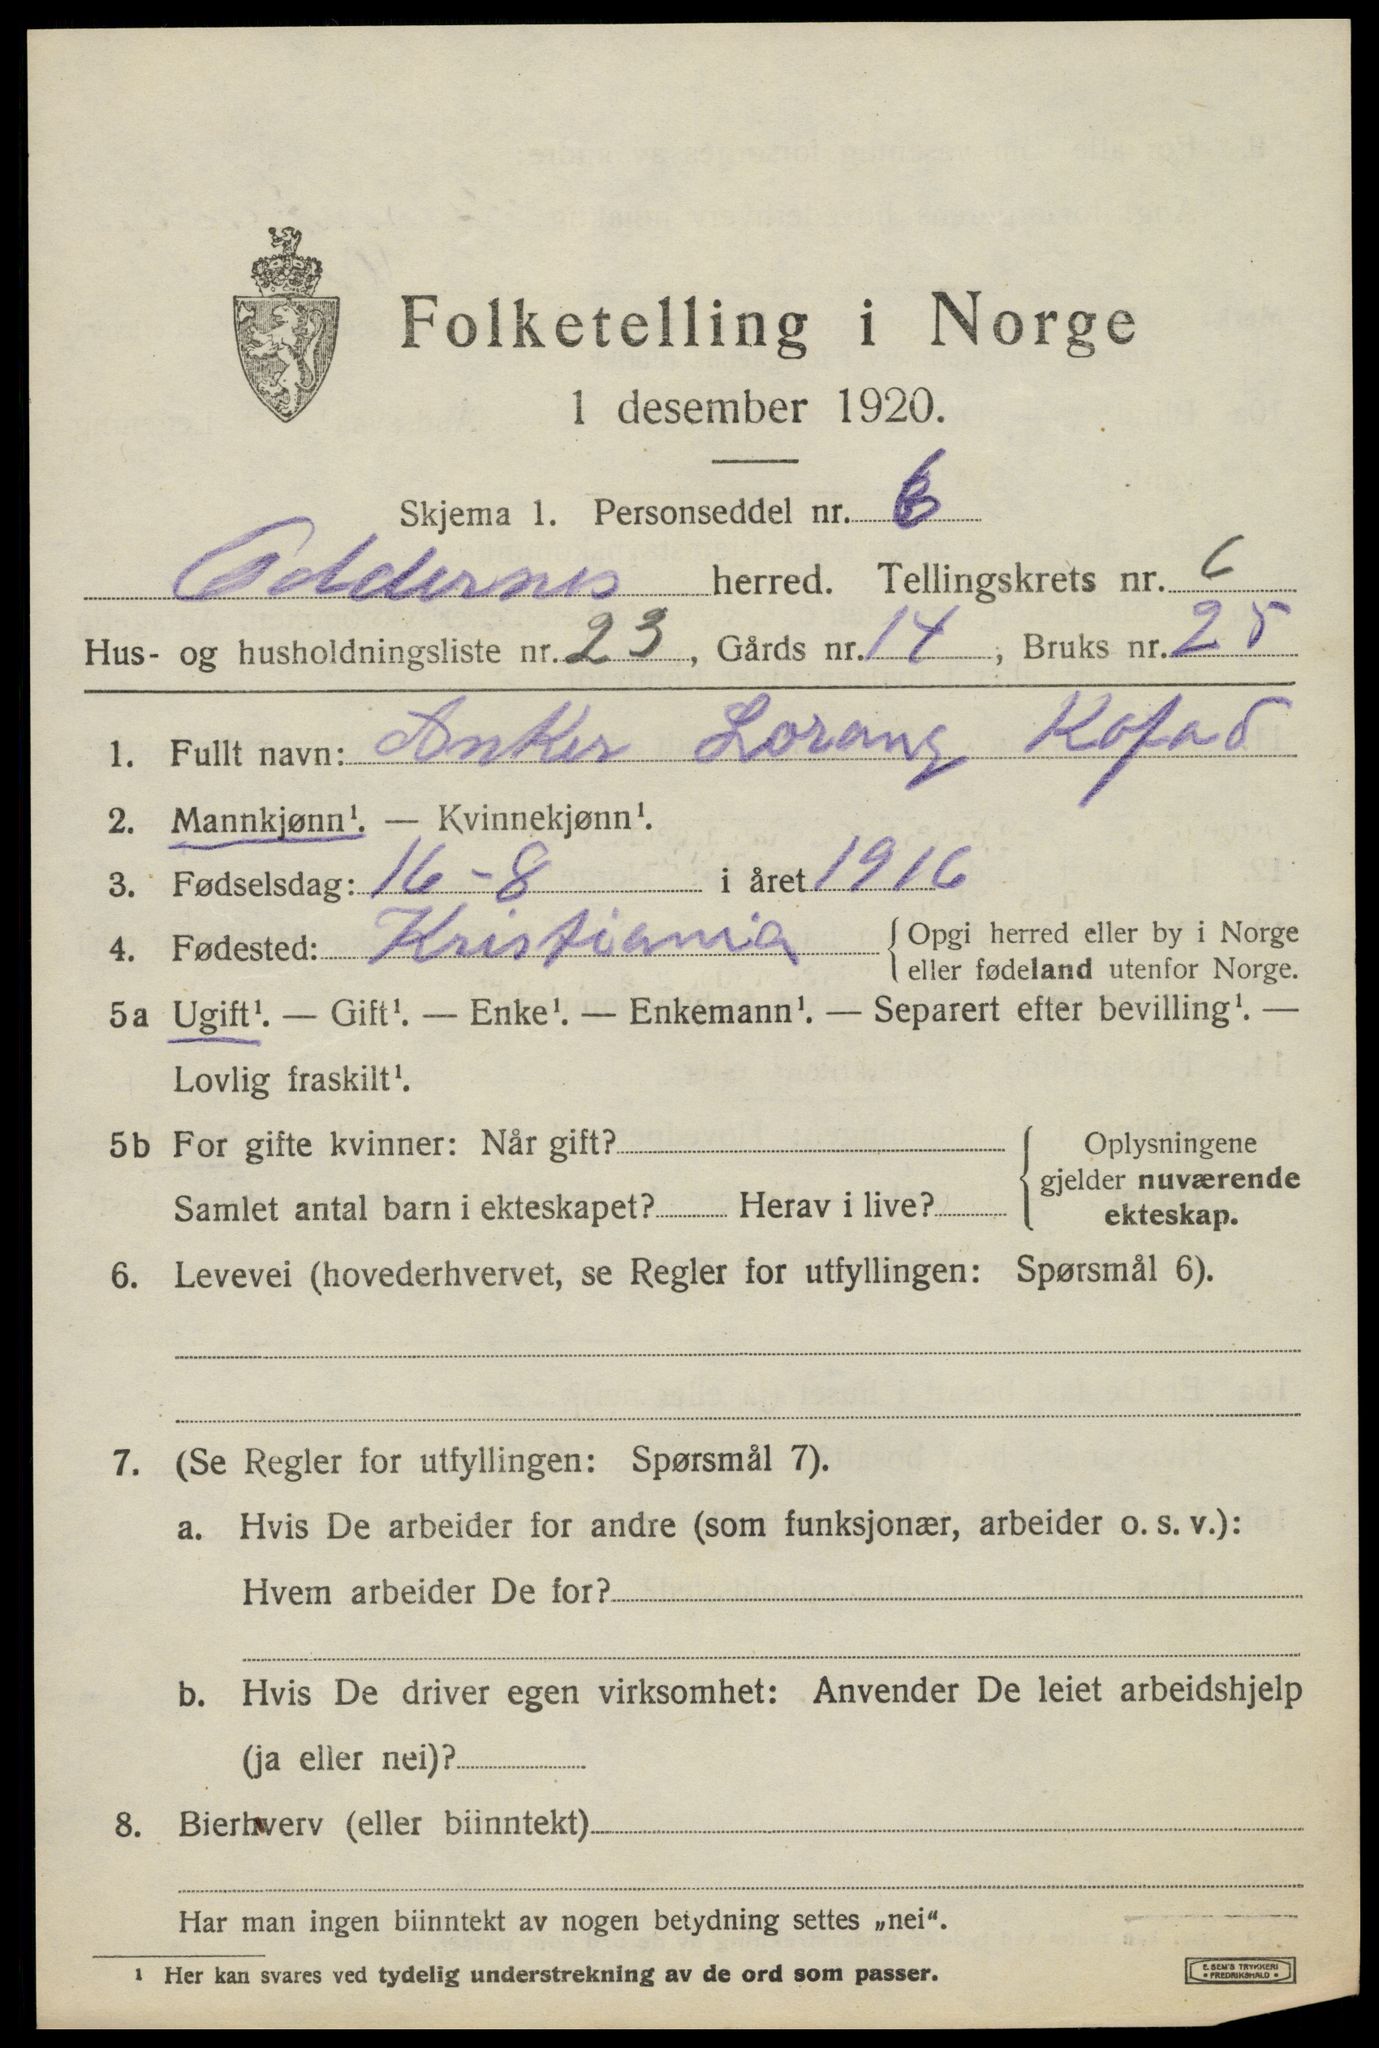 Folketelling i Norge
1 desember 1920.
Skjema 1. Personseddel nr. 6
Oddernes herred. Tellingskrets nr. 6
Hus- og husholdningsliste nr. 23, Gårds nr. 14, Bruks nr. 25
1. Fullt navn: Anker Lorang Kofod
2. Mannkjønn¹. — Kvinnekjønn¹.
3. Fødselsdag: 16-8 i året 1916
4. Fødested: Kristiania { Opgi herred eller by i Norge
eller fødeland utenfor Norge.
5a Ugift¹. — Gift¹. — Enke¹. — Enkemann¹. — Separert efter bevilling¹. —
Lovlig fraskilt¹.
5b For gifte kvinner: Når gift?
Samlet antal barn i ekteskapet? Herav i live?
{ Oplysningene
gjelder nuværende
ekteskap.
6. Levevei (hovederhvervet, se Regler for utfyllingen: Spørsmål 6).
7. (Se Regler for utfyllingen: Spørsmål 7).
a. Hvis De arbeider for andre (som funksjonær, arbeider o. s. v.):
Hvem arbeider De for?
b. Hvis De driver egen virksomhet: Anvender De leiet arbeidshjelp
(ja eller nei)?
8. Bierhverv (eller biinntekt)
Har man ingen biinntekt av nogen betydning settes „nei“.
¹ Her kan svares ved tydelig understrekning av de ord som passer.
E. SEM'S TRYKKERI
• FREDRIKSHALD •